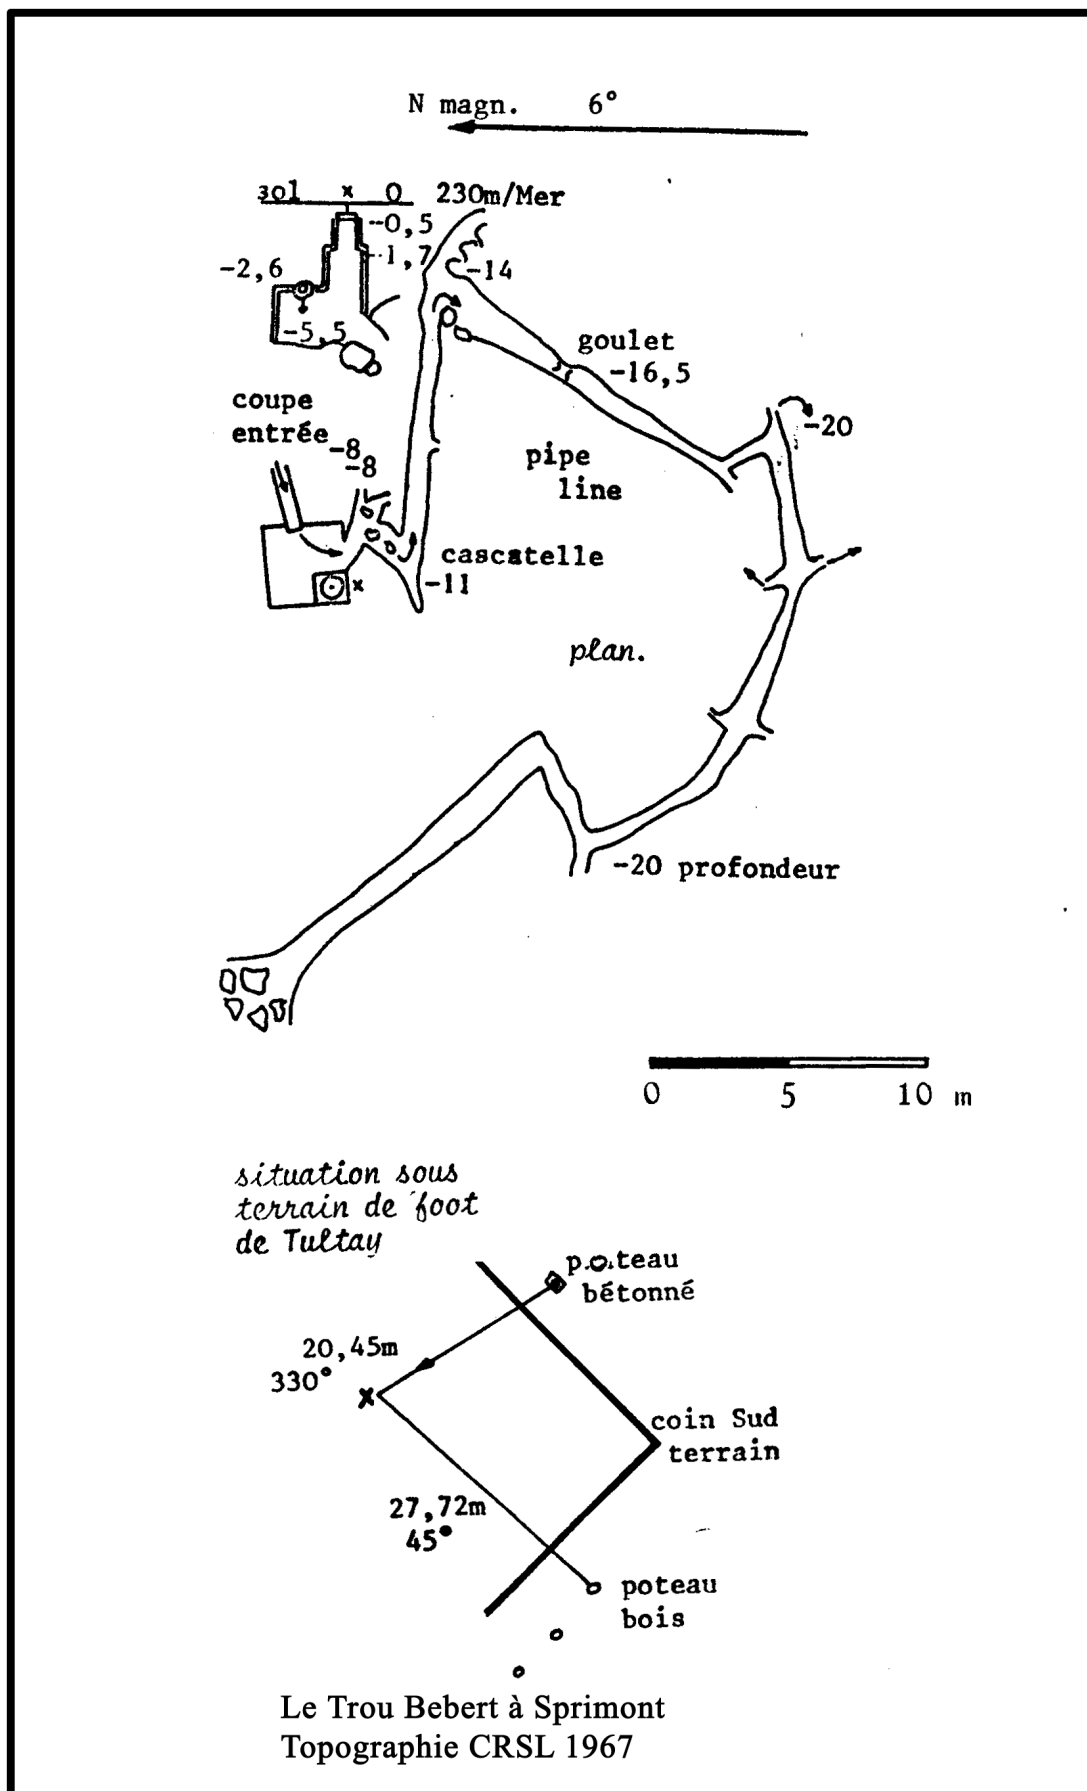 N magn. 6°
sol x 0 230m/Mer
-0,5
-1,7
-2,6
-14
-5,5
goulet
-16,5
coupe
entrée
-20
-8
-8
pipe
line
cascatelle
x -11
plan.
-20 profondeur
0 5 10 m
situation sous
terrain de foot
de Tultay
poteau
bétonné
20,45m
330°
x
coin Sud
terrain
27,72m
45°
poteau
bois
Le Trou Bebert à Sprimont
Topographie CRSL 1967